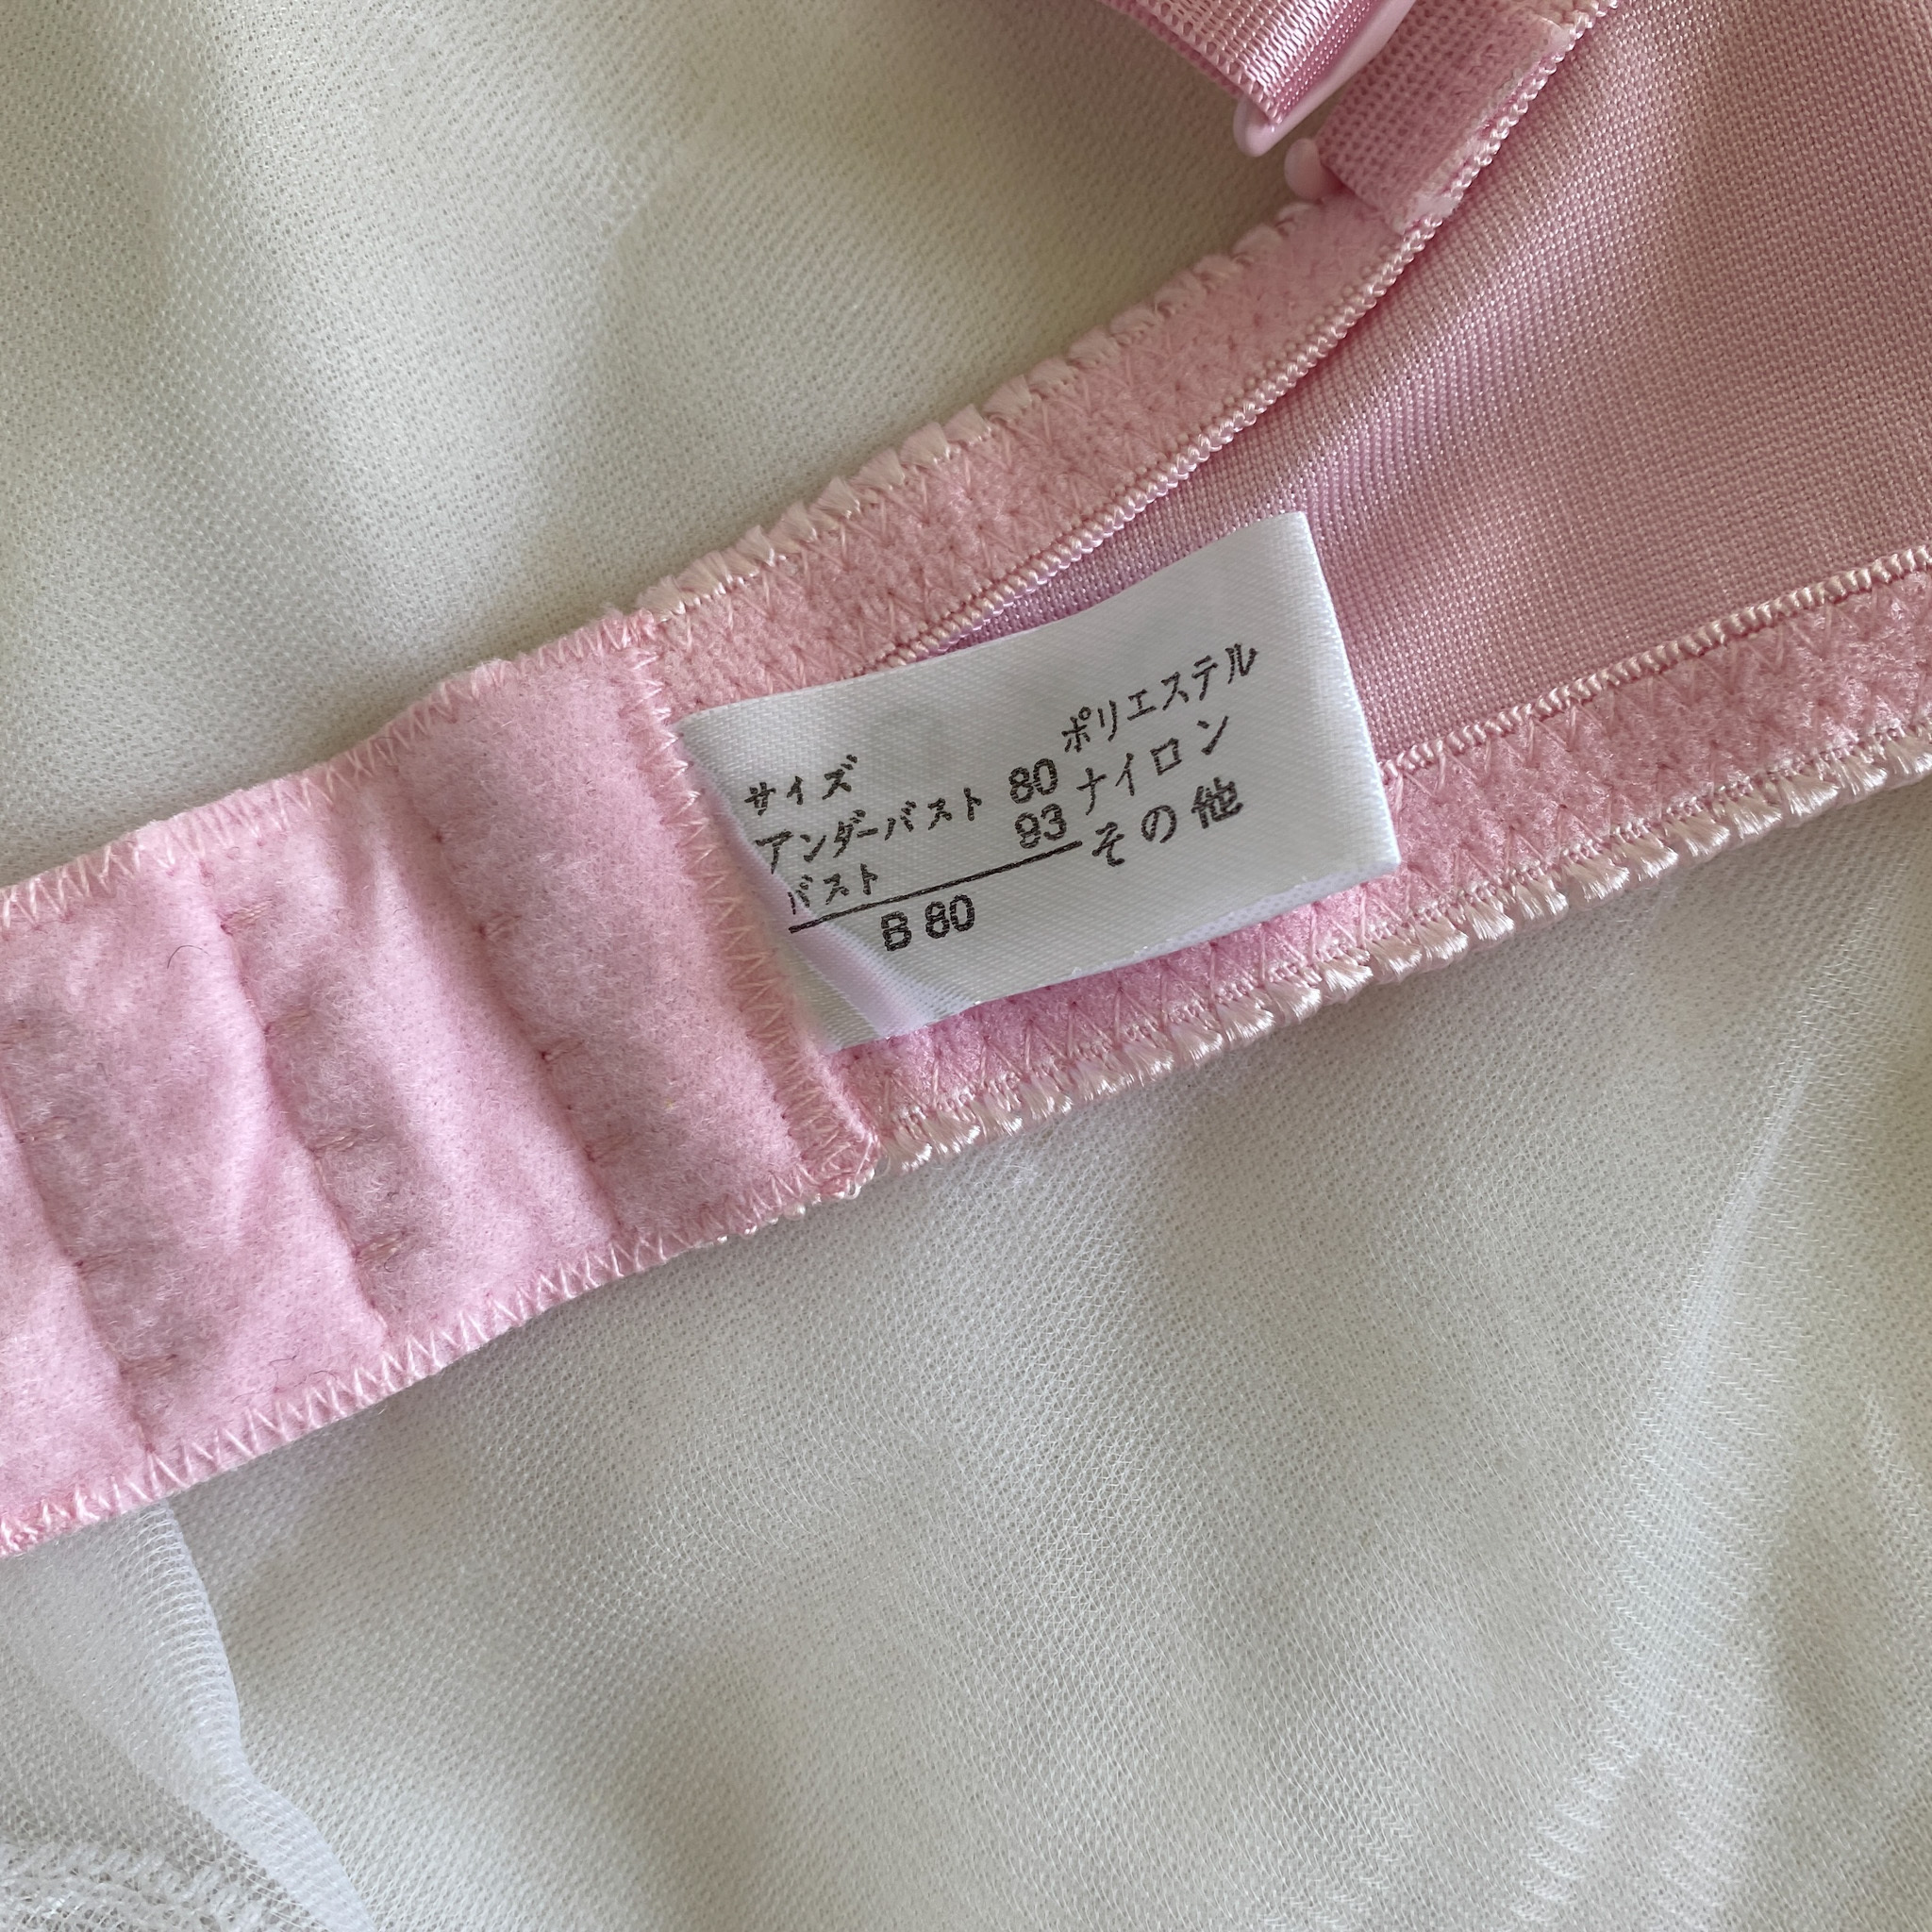 サイズ
アンダーバスト 80
バスト 93
B 80
ポリエステル
ナイロン
その他